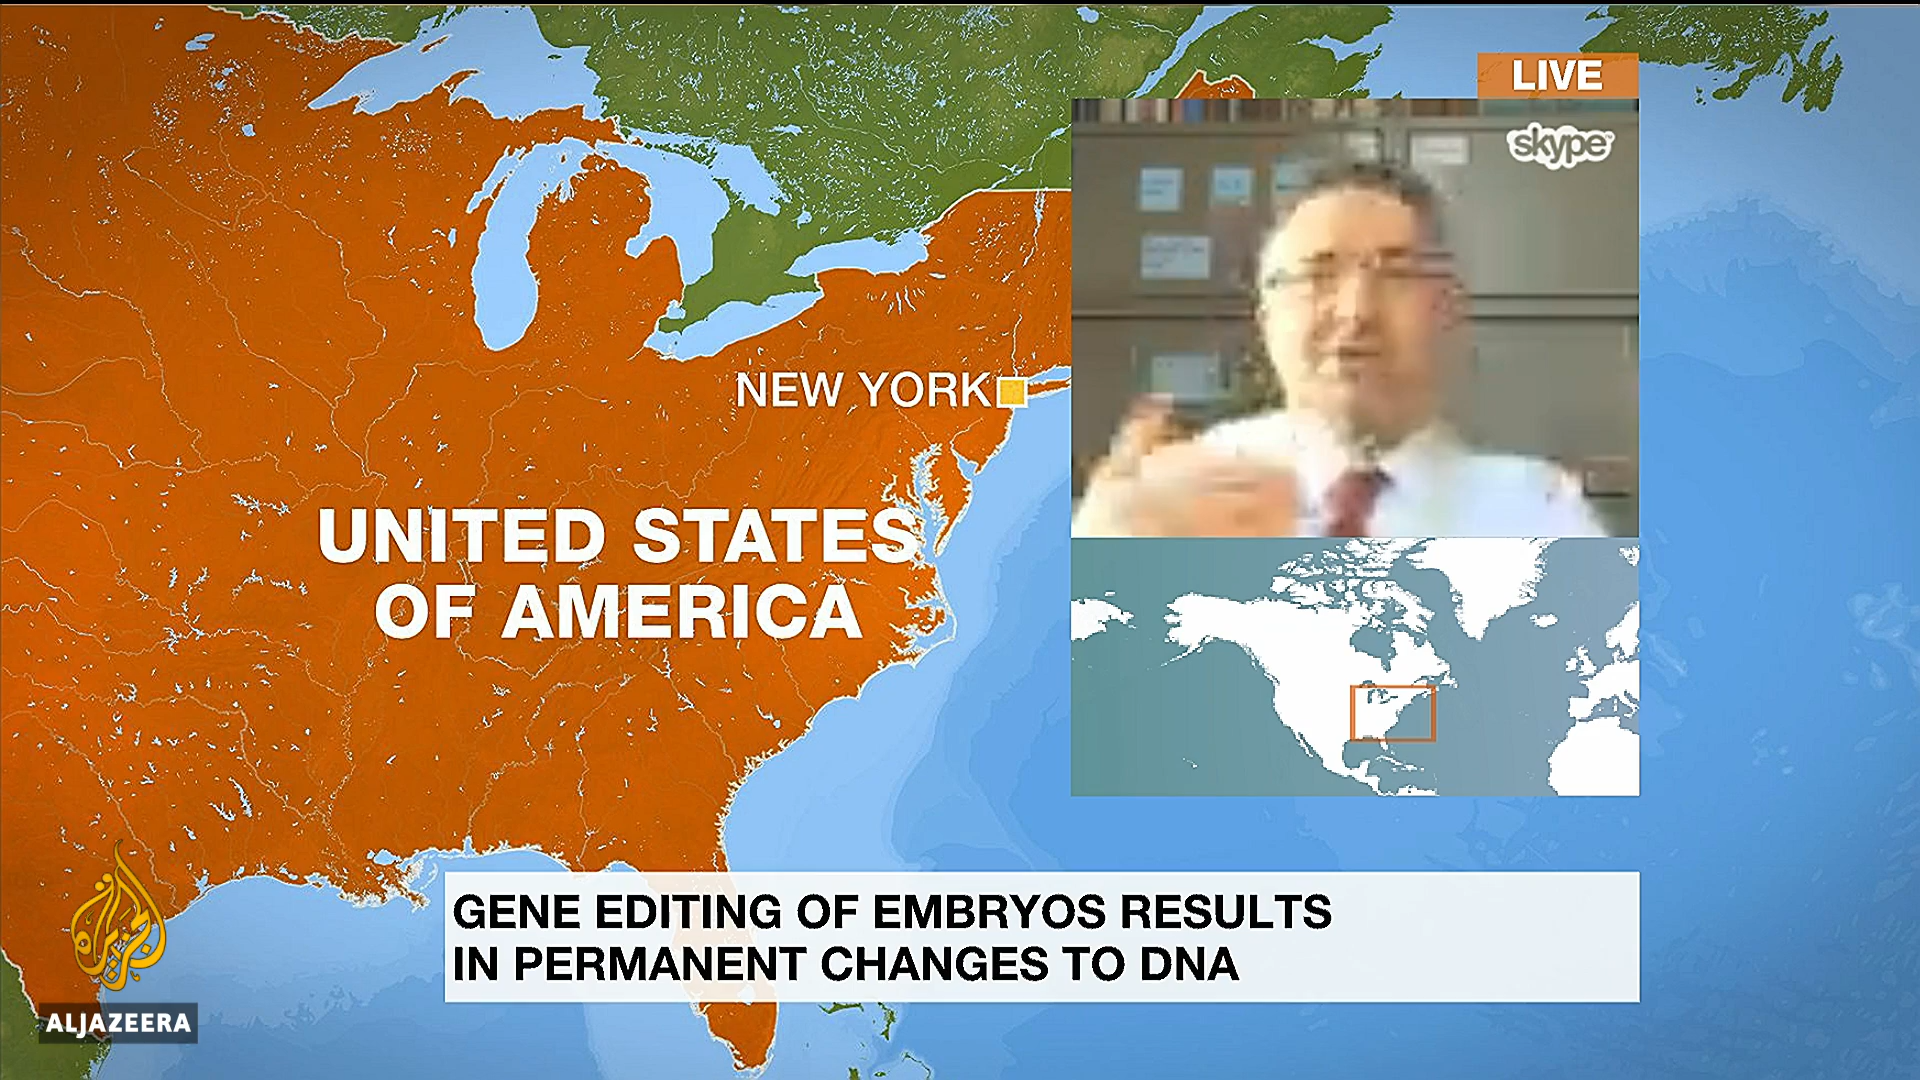 LIVE
skype
NEW YORK
UNITED STATES
OF AMERICA
GENE EDITING OF EMBRYOS RESULTS
IN PERMANENT CHANGES TO DNA
الجزيرة
ALJAZEERA